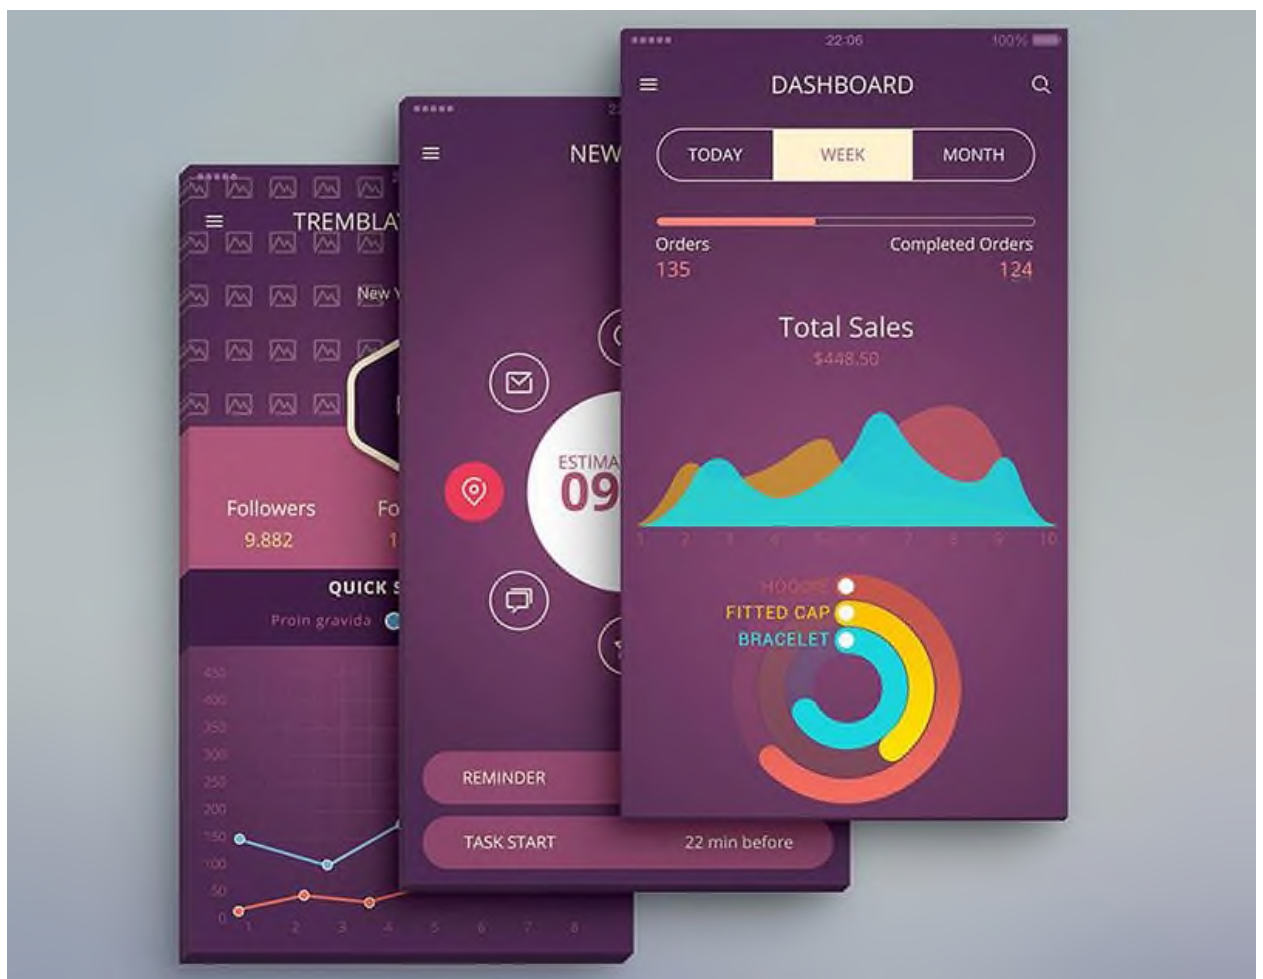 22:06
100%
DASHBOARD
TODAY WEEK MONTH
Orders Completed Orders
135 124
Total Sales
$448.50
1 2 3 4 5 6 7 8 9 10
HOODIE
FITTED CAP
BRACELET
NEW
ESTIMA
09
REMINDER
TASK START 22 min before
TREMBLA
New Y
Followers Fo
9.882 1
QUICK S
Proin gravida
450
400
350
300
250
200
150
100
50
0
1 2 3 4 5 6 7 8